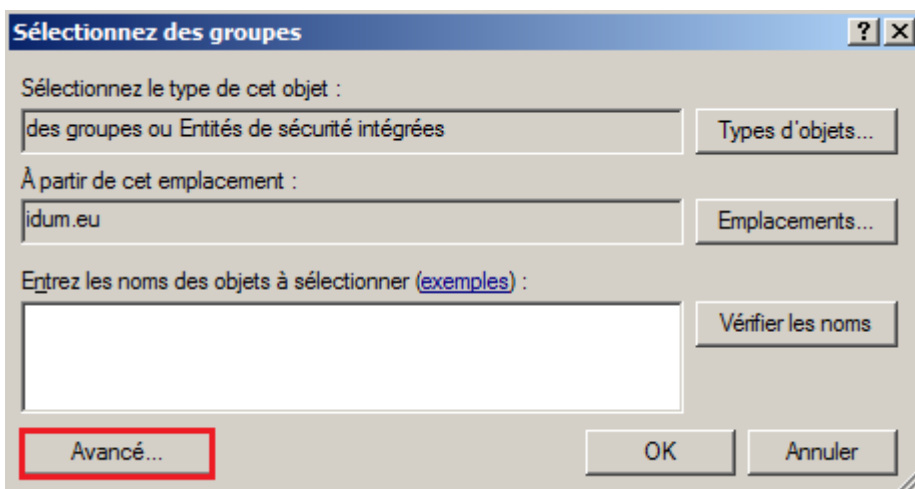 Sélectionnez des groupes
Sélectionnez le type de cet objet :
des groupes ou Entités de sécurité intégrées
Types d'objets...
À partir de cet emplacement :
idum.eu
Emplacements...
Entrez les noms des objets à sélectionner (exemples) :
Vérifier les noms
Avancé...
OK
Annuler